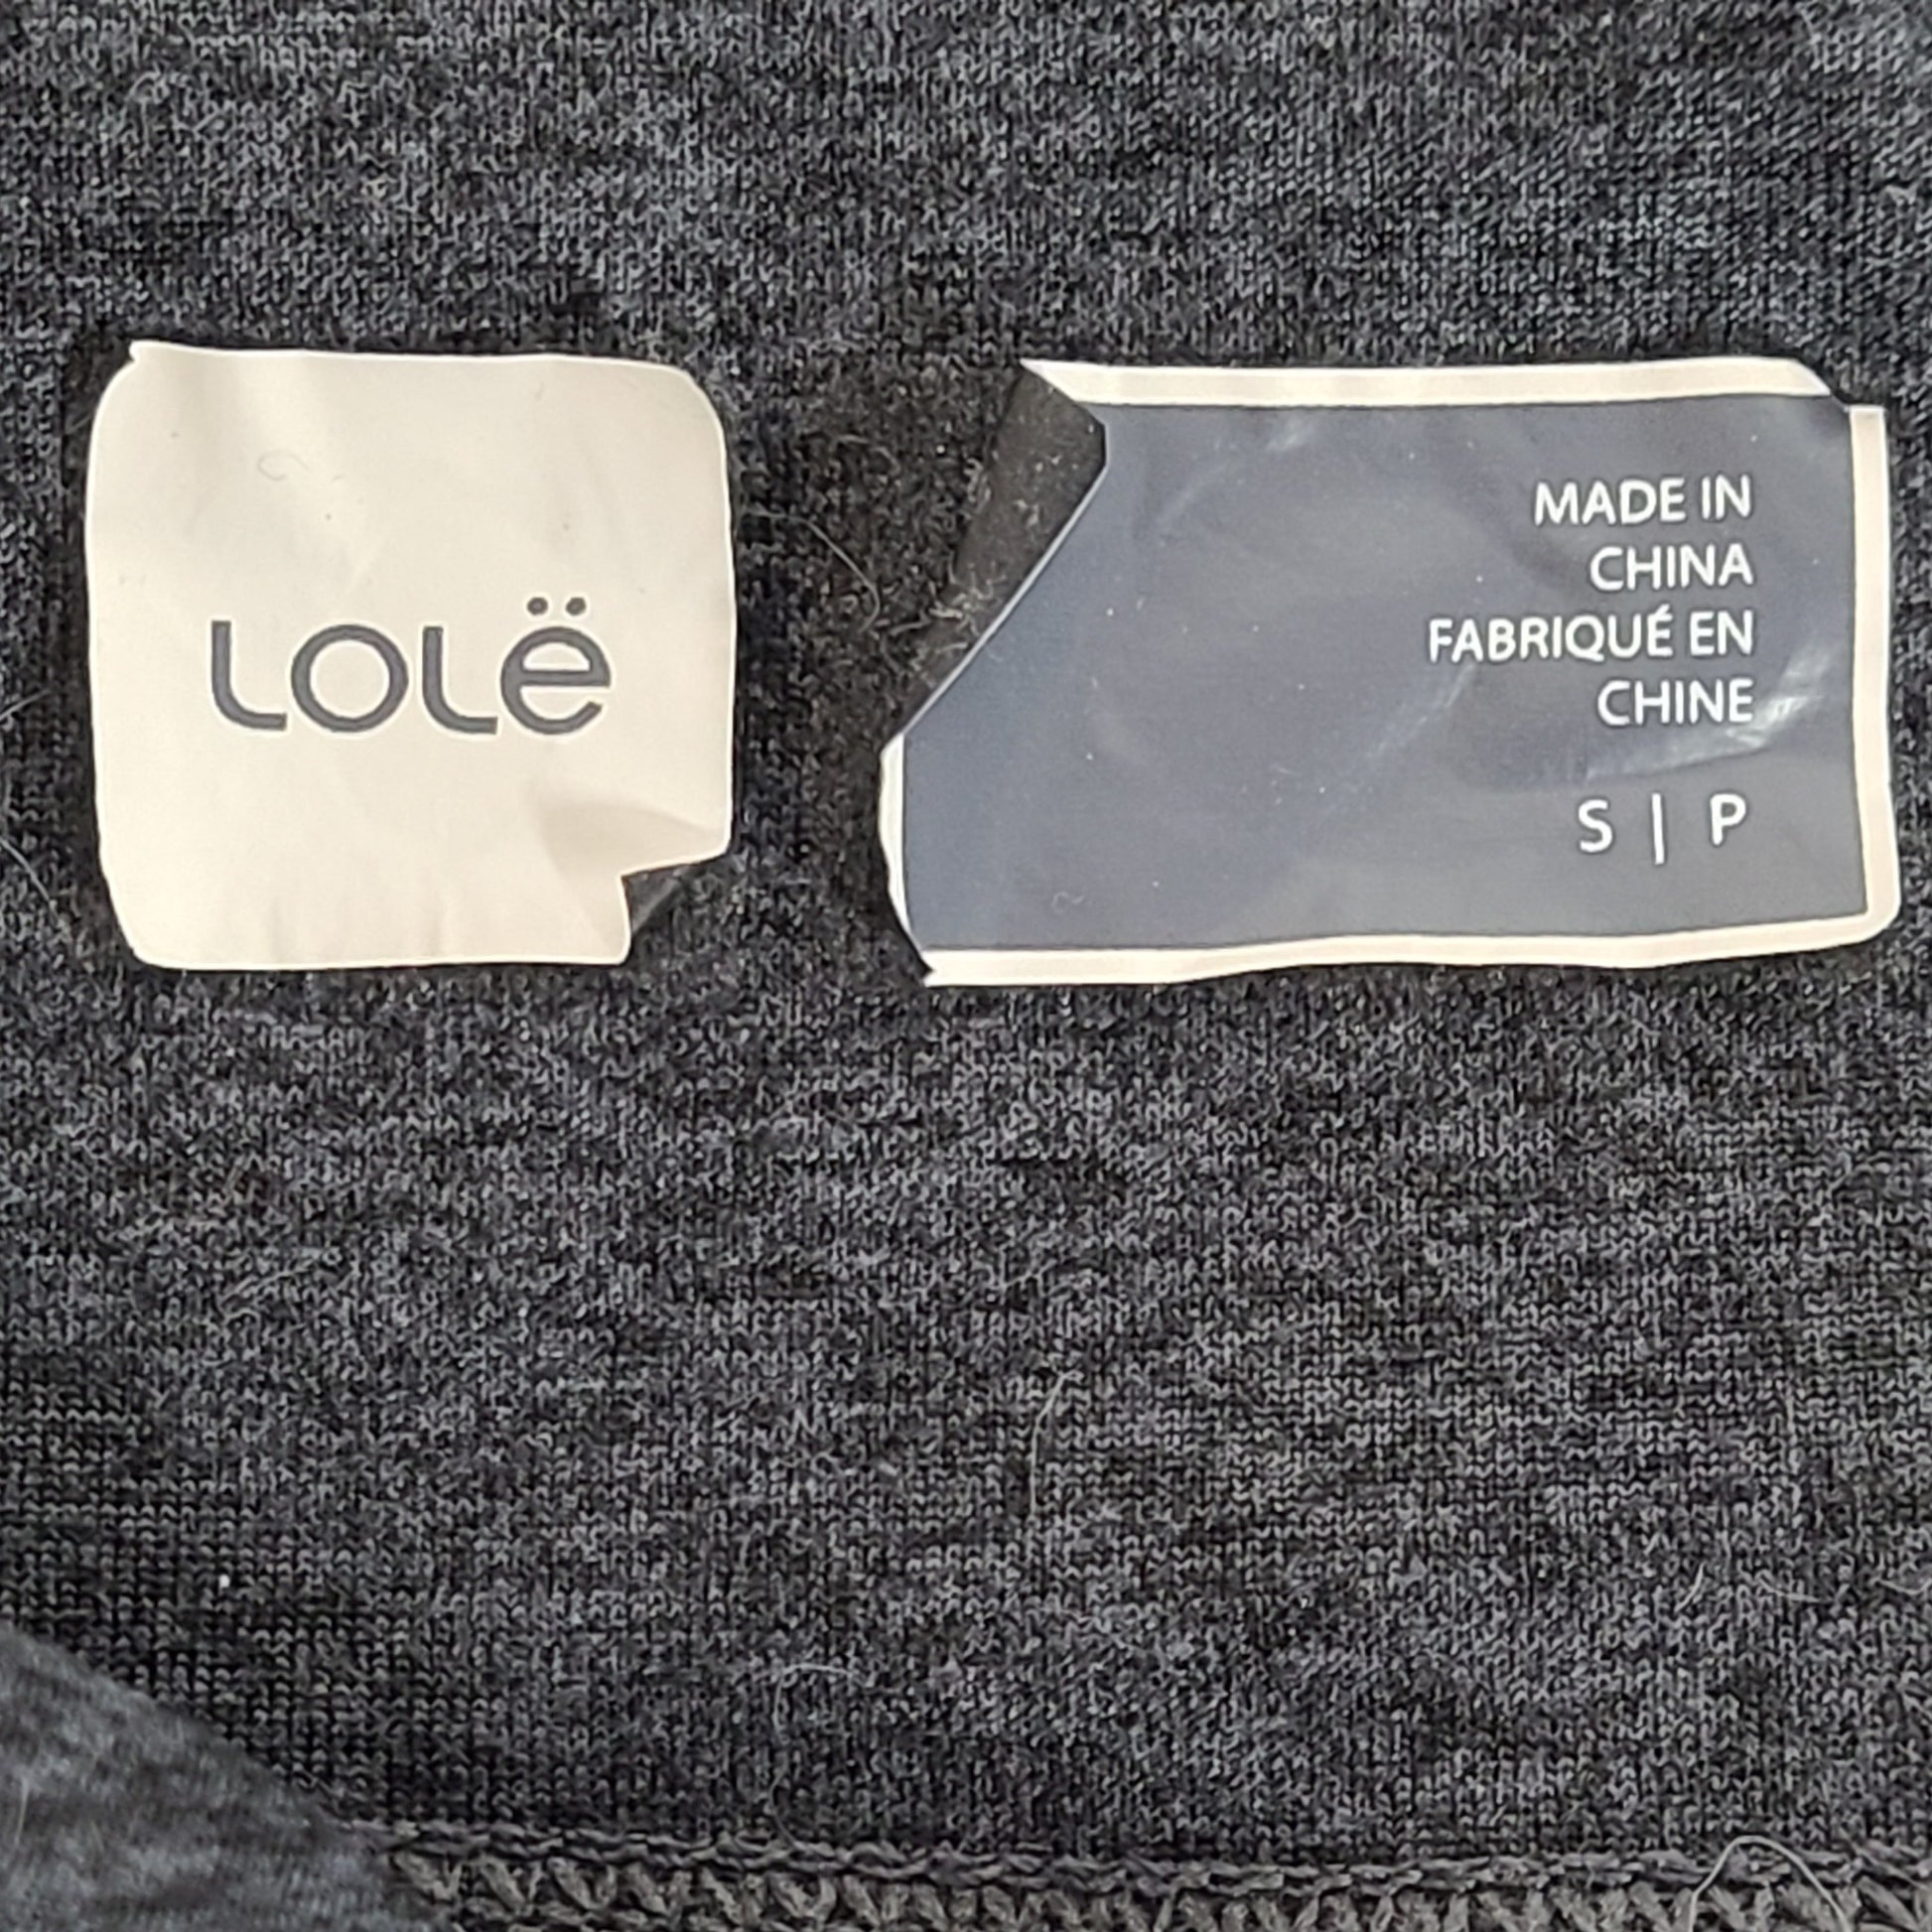 Lolë
MADE IN
CHINA
FABRIQUÉ EN
CHINE
S | P